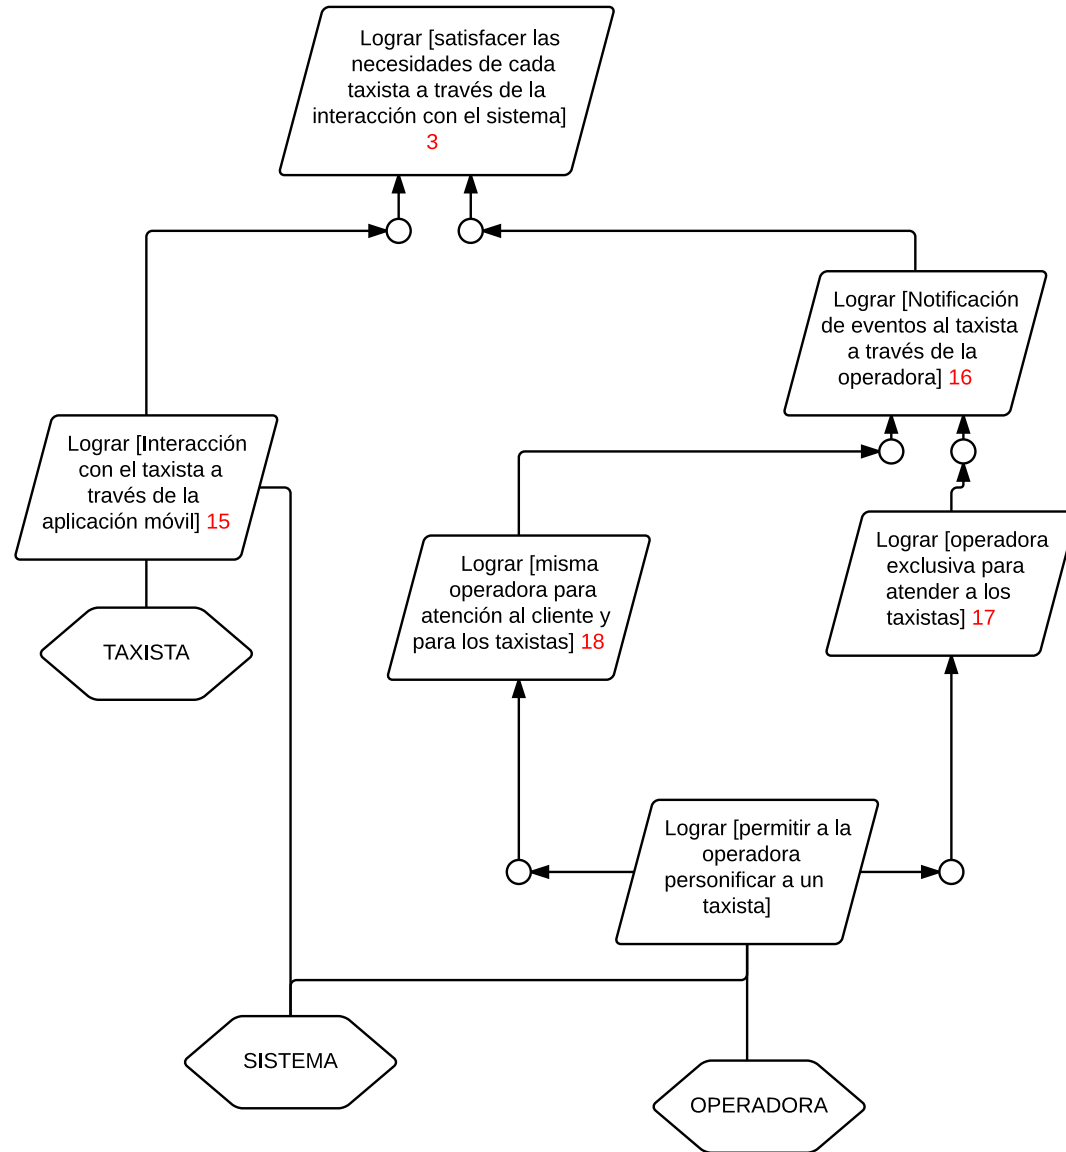 Lograr [satisfacer las
necesidades de cada
taxista a través de la
interacción con el sistema]
3
Lograr [Notificación
de eventos al taxista
a través de la
operadora] 16
Lograr [Interacción
con el taxista a
través de la
aplicación móvil] 15
Lograr [misma
operadora para
atención al cliente y
para los taxistas] 18
Lograr [operadora
exclusiva para
atender a los
taxistas] 17
TAXISTA
Lograr [permitir a la
operadora
personificar a un
taxista]
SISTEMA
OPERADORA